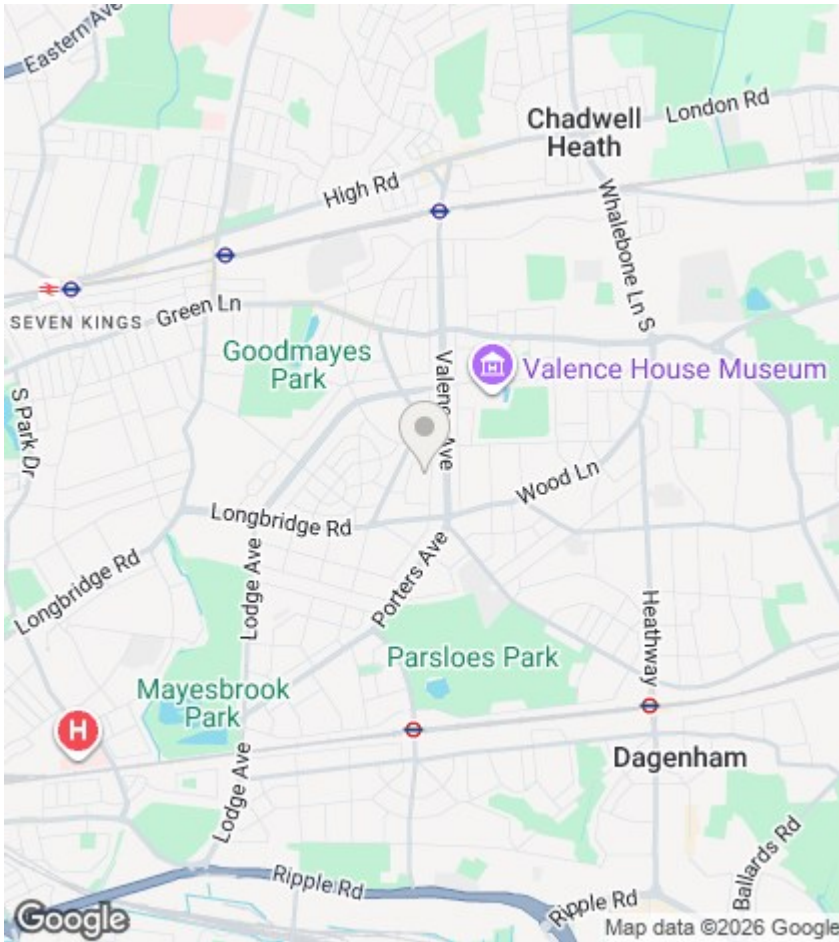 Eastern Ave
Chadwell
Heath
London Rd
High Rd
Whalebone Ln S
SEVEN KINGS
Green Ln
Goodmayes
Park
Valence Ave
Valence House Museum
S Park Dr
Wood Ln
Longbridge Rd
Longbridge Rd
Lodge Ave
Porters Ave
Heathway
Parsloes Park
Mayesbrook
Park
H
Dagenham
Lodge Ave
Ballards Rd
Ripple Rd
Ripple Rd
Google
Map data ©2026 Google